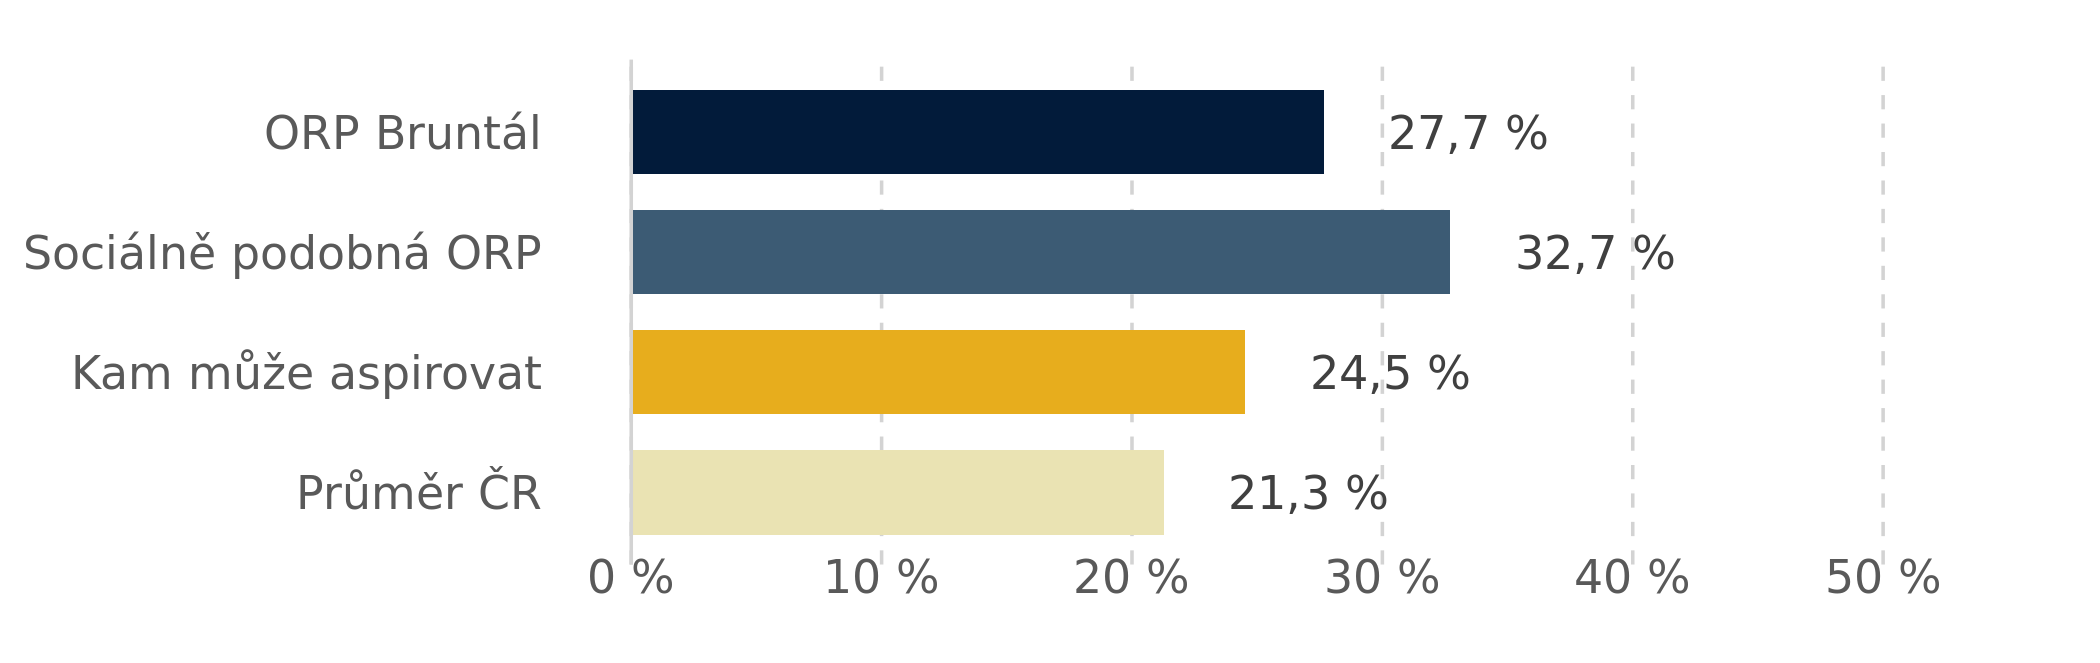 ORP Bruntál 27,7 %
Sociálně podobná ORP 32,7 %
Kam může aspirovat 24,5 %
Průměr ČR 21,3 %
0 % 10 % 20 % 30 % 40 % 50 %